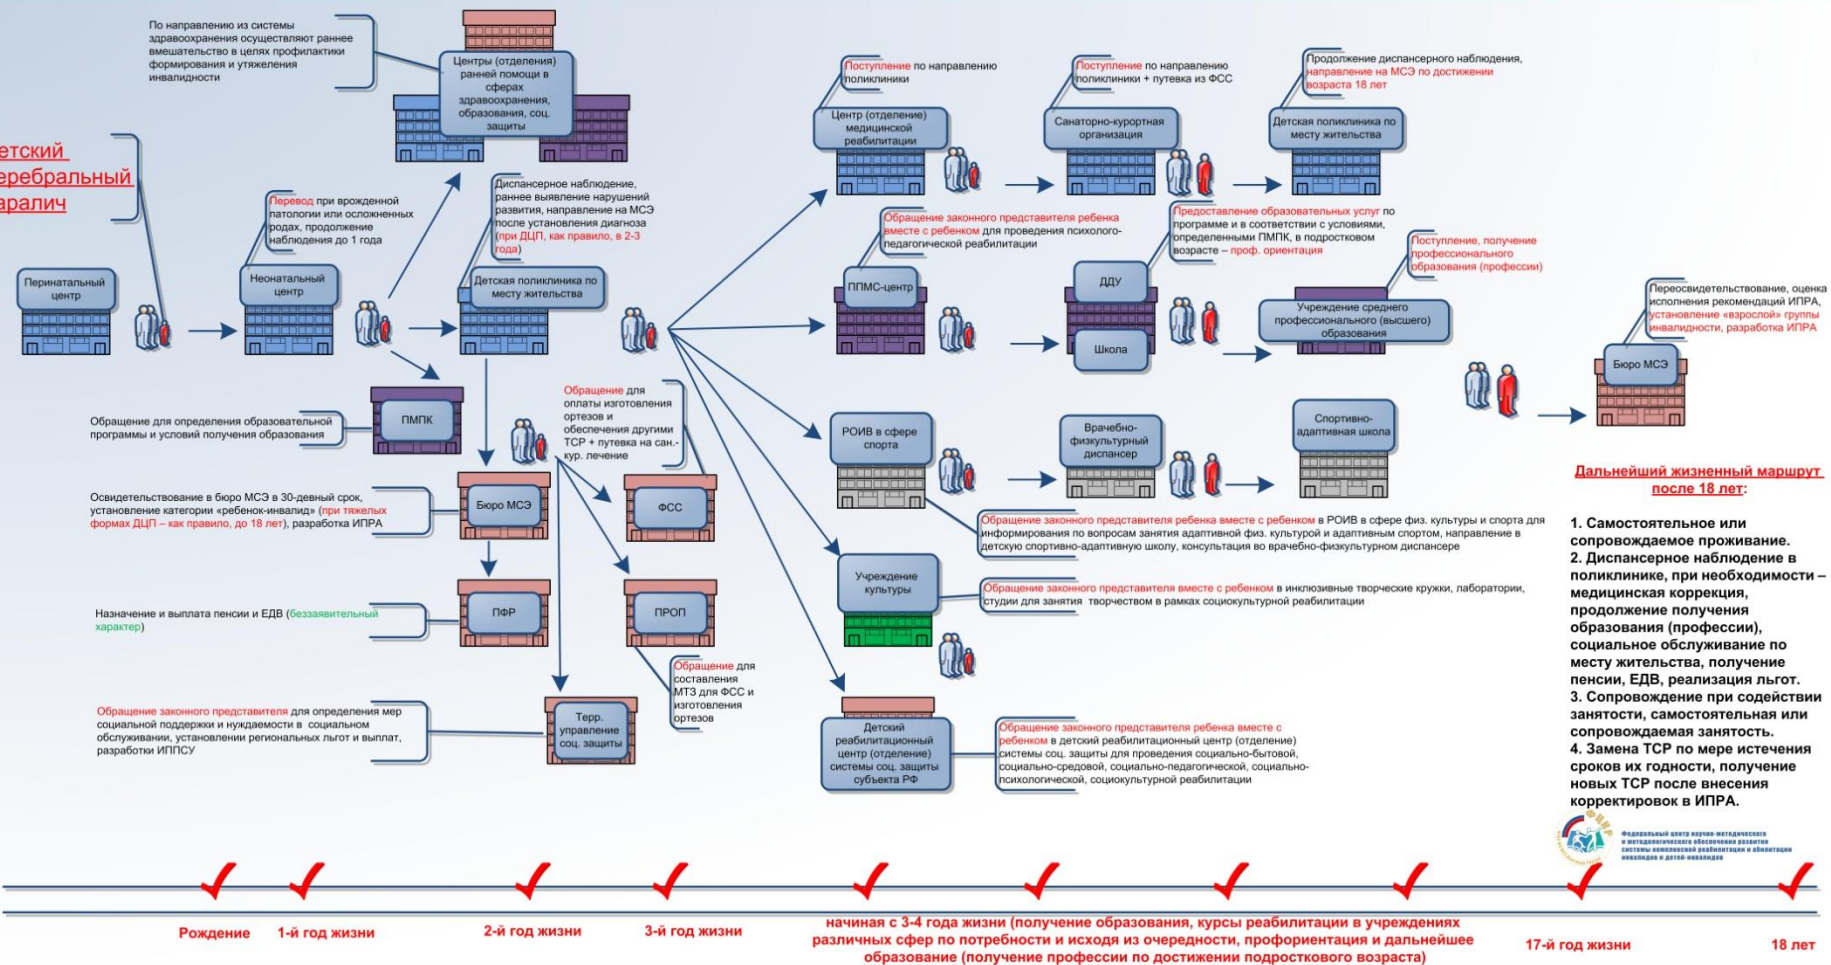 По направлению из системы
здравоохранения осуществляют раннее
вмешательство в целях профилактики
формирования и утяжеления
инвалидности
Центры (отделения)
ранней помощи в
сферах
здравоохранения,
образования, соц.
защиты
етский
еребральный
аралич
Перинатальный
центр
Перевод при врожденной
патологии или осложненных
родах, продолжение
наблюдения до 1 года
Неонатальный
центр
Диспансерное наблюдение,
раннее выявление нарушений
развития, направление на МСЭ
после установления диагноза
(при ДЦП, как правило, в 2-3
года)
Детская поликлиника по
месту жительства
Обращение для определения образовательной
программы и условий получения образования
ПМПК
Освидетельствование в бюро МСЭ в 30-девный срок,
установление категории «ребенок-инвалид» (при тяжелых
формах ДЦП – как правило, до 18 лет), разработка ИПРА
Бюро МСЭ
Обращение для
оплаты изготовления
ортезов и
обеспечения другими
ТСР + путевка на сан.-
кур. лечение
ФСС
Назначение и выплата пенсии и ЕДВ (беззаявительный
характер)
ПФР
ПРОП
Обращение для
составления
МТЗ для ФСС и
изготовления
ортезов
Обращение законного представителя для определения мер
социальной поддержки и нуждаемости в социальном
обслуживании, установлении региональных льгот и выплат,
разработки ИППСУ
Терр.
управление
соц. защиты
Поступление по направлению
поликлиники
Центр (отделение)
медицинской
реабилитации
Поступление по направлению
поликлиники + путевка из ФСС
Санаторно-курортная
организация
Продолжение диспансерного наблюдения,
направление на МСЭ по достижении
возраста 18 лет
Детская поликлиника по
месту жительства
Обращение законного представителя ребенка
вместе с ребенком для проведения психолого-
педагогической реабилитации
ППМС-центр
Предоставление образовательных услуг по
программе и в соответствии с условиями,
определенными ПМПК, в подростковом
возрасте – проф. ориентация
ДДУ
Школа
Поступление, получение
профессионального
образования (профессии)
Учреждение среднего
профессионального (высшего)
образования
Переосвидетельствование, оценка
исполнения рекомендаций ИПРА,
установление «взрослой» группы
инвалидности, разработка ИПРА
Бюро МСЭ
РОИВ в сфере
спорта
Врачебно-
физкультурный
диспансер
Спортивно-
адаптивная школа
Обращение законного представителя ребенка вместе с ребенком в РОИВ в сфере физ. культуры и спорта для
информирования по вопросам занятия адаптивной физ. культурой и адаптивным спортом, направление в
детскую спортивно-адаптивную школу, консультация во врачебно-физкультурном диспансере
Учреждение
культуры
Обращение законного представителя вместе с ребенком в инклюзивные творческие кружки, лаборатории,
студии для занятия творчеством в рамках социокультурной реабилитации
Детский
реабилитационный
центр (отделение)
системы соц. защиты
субъекта РФ
Обращение законного представителя ребенка вместе с
ребенком в детский реабилитационный центр (отделение)
системы соц. защиты для проведения социально-бытовой,
социально-средовой, социально-педагогической, социально-
психологической, социокультурной реабилитации
Дальнейший жизненный маршрут
после 18 лет:
1. Самостоятельное или
сопровождаемое проживание.
2. Диспансерное наблюдение в
поликлинике, при необходимости –
медицинская коррекция,
продолжение получения
образования (профессии),
социальное обслуживание по
месту жительства, получение
пенсии, ЕДВ, реализация льгот.
3. Сопровождение при содействии
занятости, самостоятельная или
сопровождаемая занятость.
4. Замена ТСР по мере истечения
сроков их годности, получение
новых ТСР после внесения
корректировок в ИПРА.
ФЦНР
Федеральный центр научно-методического
и методологического обеспечения развития
системы комплексной реабилитации и абилитации
инвалидов и детей-инвалидов
Рождение
1-й год жизни
2-й год жизни
3-й год жизни
начиная с 3-4 года жизни (получение образования, курсы реабилитации в учреждениях
различных сфер по потребности и исходя из очередности, профориентация и дальнейшее
образование (получение профессии по достижении подросткового возраста)
17-й год жизни
18 лет